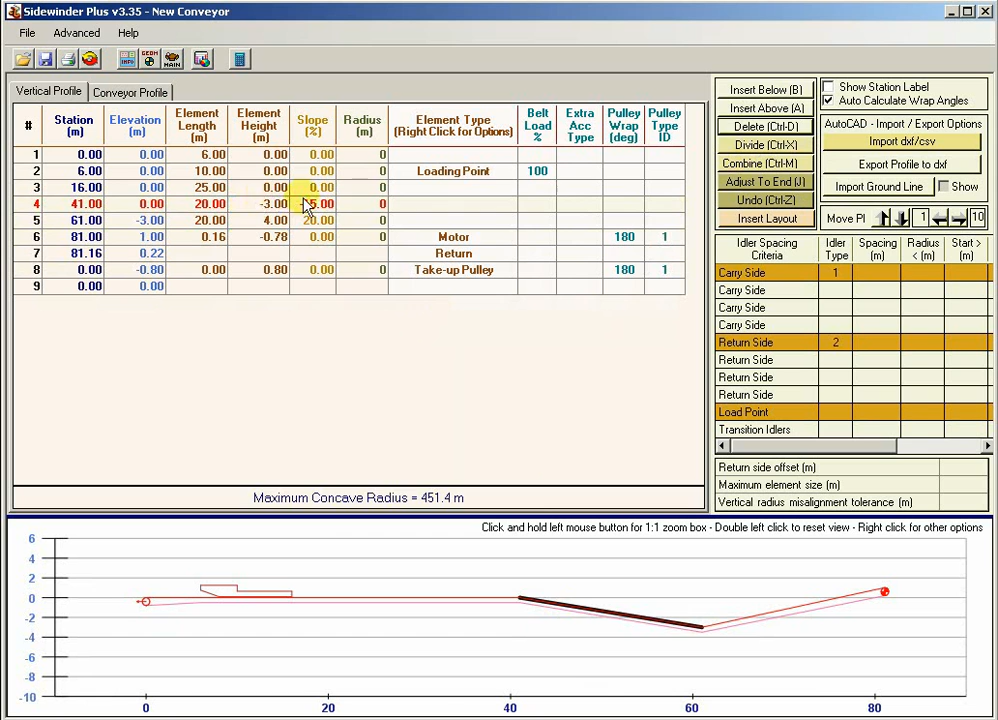 Sidewinder Plus v3.35 - New Conveyor
File Advanced Help
INFO GEOM MAIN
Vertical Profile Conveyor Profile
# Station (m) Elevation (m) Element Length (m) Element Height (m) Slope (%) Radius (m) Element Type (Right Click for Options) Belt Load % Extra Acc Type Pulley Wrap (deg) Pulley Type ID
1 0.00 0.00 6.00 0.00 0.00 0
2 6.00 0.00 10.00 0.00 0.00 0 Loading Point 100
3 16.00 0.00 25.00 0.00 0.00 0
4 41.00 0.00 20.00 -3.00 5.00 0
5 61.00 -3.00 20.00 4.00 20.00 0
6 81.00 1.00 0.16 -0.78 0.00 0 Motor 180 1
7 81.16 0.22 Return
8 0.00 -0.80 0.00 0.80 0.00 0 Take-up Pulley 180 1
9 0.00 0.00
Maximum Concave Radius = 451.4 m
Insert Below (B)
Insert Above (A)
Delete (Ctrl-D)
Divide (Ctrl-X)
Combine (Ctrl-M)
Adjust To End (J)
Undo (Ctrl-Z)
Insert Layout
Show Station Label
Auto Calculate Wrap Angles
AutoCAD - Import / Export Options
Import dxf/csv
Export Profile to dxf
Import Ground Line Show
Move PI 1 10
Idler Spacing Criteria Idler Type Spacing (m) Radius < (m) Start > (m)
Carry Side 1
Carry Side
Carry Side
Carry Side
Return Side 2
Return Side
Return Side
Return Side
Load Point
Transition Idlers
Return side offset (m)
Maximum element size (m)
Vertical radius misalignment tolerance (m)
Click and hold left mouse button for 1:1 zoom box - Double left click to reset view - Right click for other options
6
4
2
0
-2
-4
-6
-8
-10
0 20 40 60 80